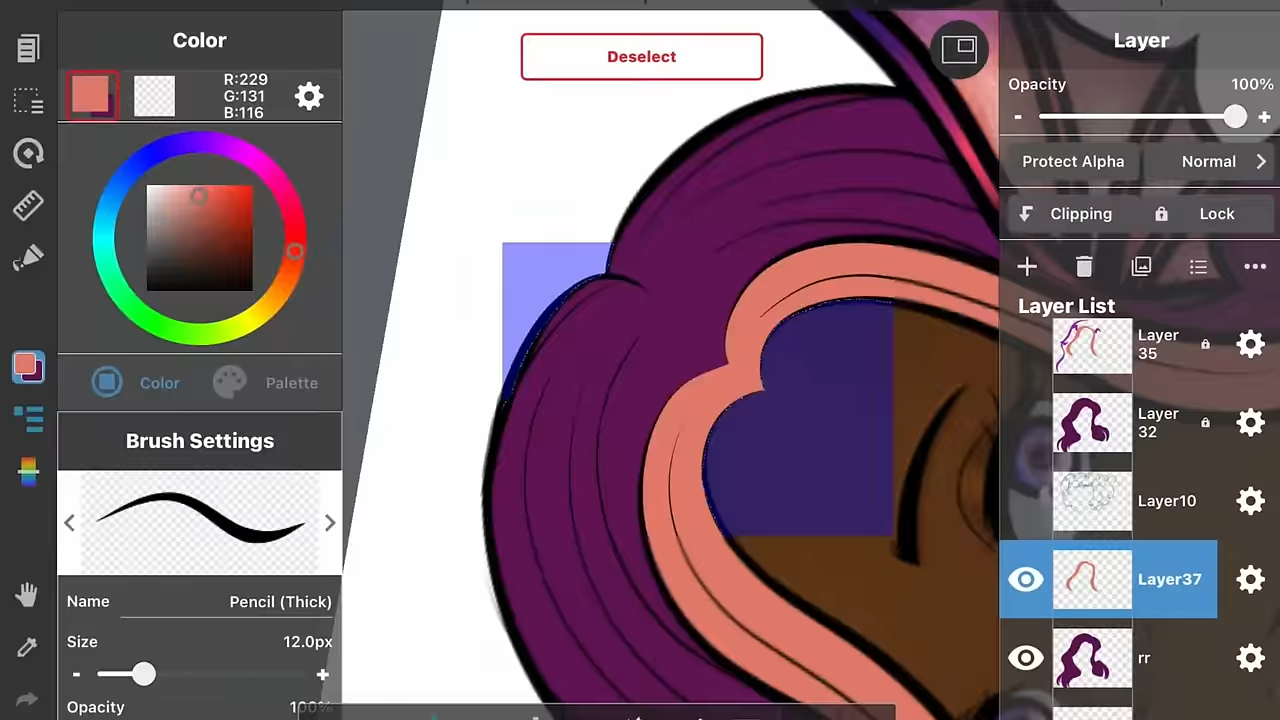 Color
R:229
G:131
B:116
Color
Palette
Brush Settings
Name
Pencil (Thick)
Size
12.0px
-
+
Opacity
100%
Deselect
Layer
Opacity
100%
-
+
Protect Alpha
Normal
Clipping
Lock
Layer List
Layer
35
Layer
32
Layer10
Layer37
rr